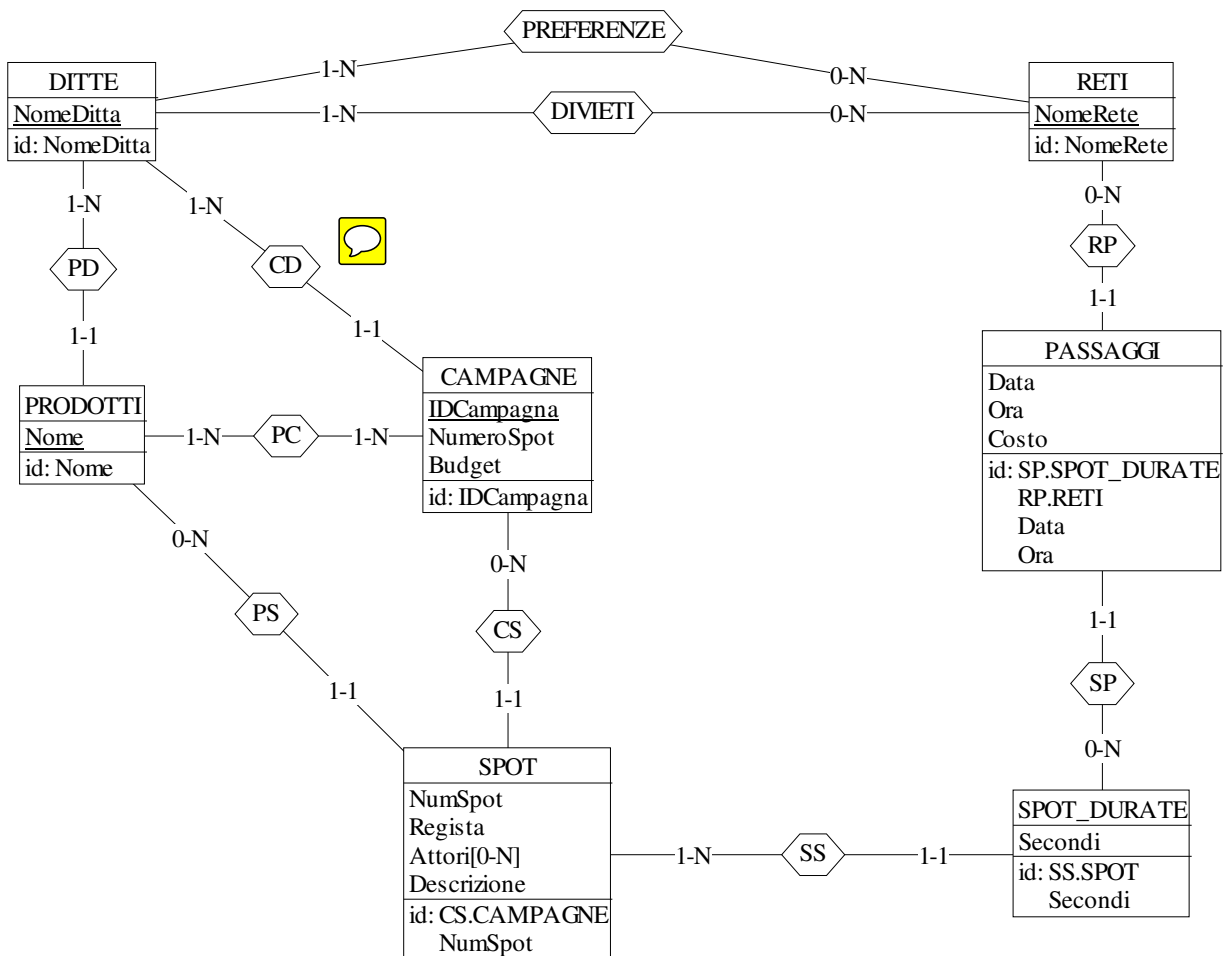 PREFERENZE
1-N
0-N
DITTE
NomeDitta
id: NomeDitta
1-N
DIVIETI
0-N
RETI
NomeRete
id: NomeRete
1-N
PD
1-1
1-N
CD
1-1
0-N
RP
1-1
PRODOTTI
Nome
id: Nome
1-N
PC
1-N
CAMPAGNE
IDCampagna
NumeroSpot
Budget
id: IDCampagna
PASSAGGI
Data
Ora
Costo
id: SP.SPOT_DURATE
RP.RETI
Data
Ora
0-N
PS
1-1
0-N
CS
1-1
1-1
SP
0-N
SPOT
NumSpot
Regista
Attori[0-N]
Descrizione
id: CS.CAMPAGNE
NumSpot
1-N
SS
1-1
SPOT_DURATE
Secondi
id: SS.SPOT
Secondi